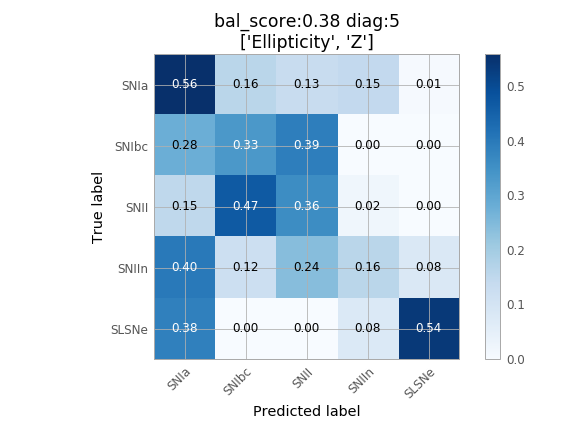 bal_score:0.38 diag:5
['Ellipticity', 'Z']
SNIa 0.56 0.16 0.13 0.15 0.01
SNIbc 0.28 0.33 0.39 0.00 0.00
SNII 0.15 0.47 0.36 0.02 0.00
SNIIn 0.40 0.12 0.24 0.16 0.08
SLSNe 0.38 0.00 0.00 0.08 0.54
SNIa SNIbc SNII SNIIn SLSNe
True label
Predicted label
0.5
0.4
0.3
0.2
0.1
0.0